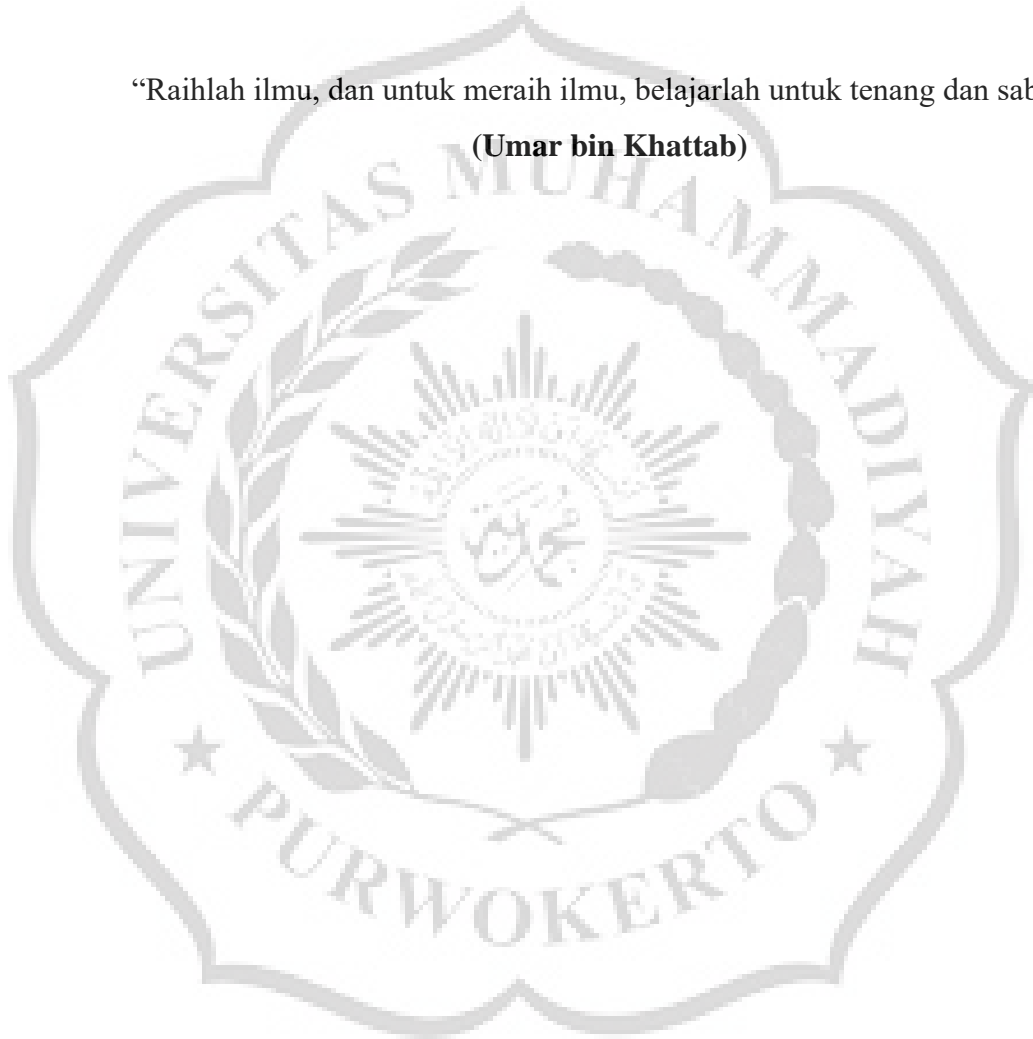 “Raihlah ilmu, dan untuk meraih ilmu, belajarlah untuk tenang dan sab
(Umar bin Khattab)
UNIVERSITAS MUHAMMADIYAH
PURWOKERTO